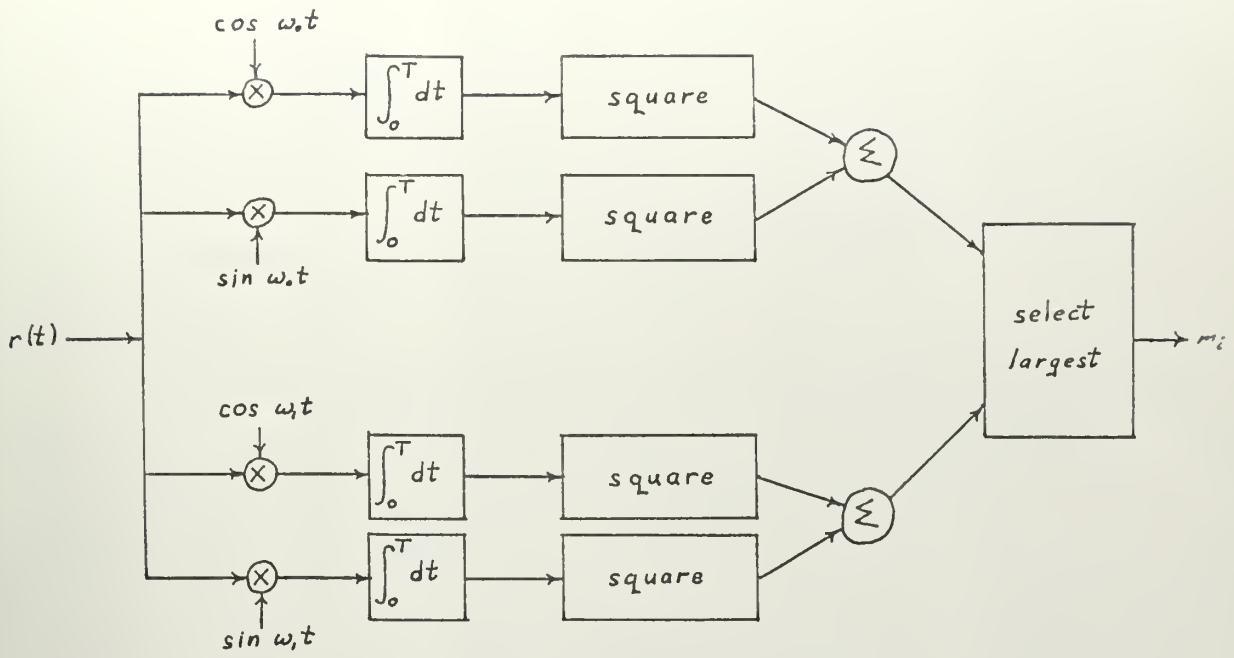 cos ω₀t
∫₀ᵀ dt
square
Σ
∫₀ᵀ dt
square
sin ω₀t
select
largest
r(t)
mᵢ
cos ω₁t
∫₀ᵀ dt
square
Σ
∫₀ᵀ dt
square
sin ω₁t